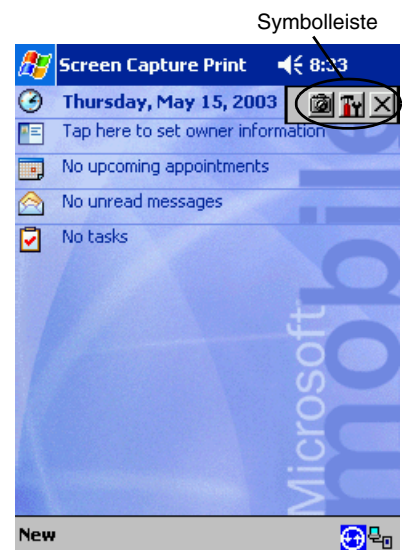 Symbolleiste
Screen Capture Print 8:33
Thursday, May 15, 2003
Tap here to set owner information
No upcoming appointments
No unread messages
No tasks
Microsoft
mobile
New